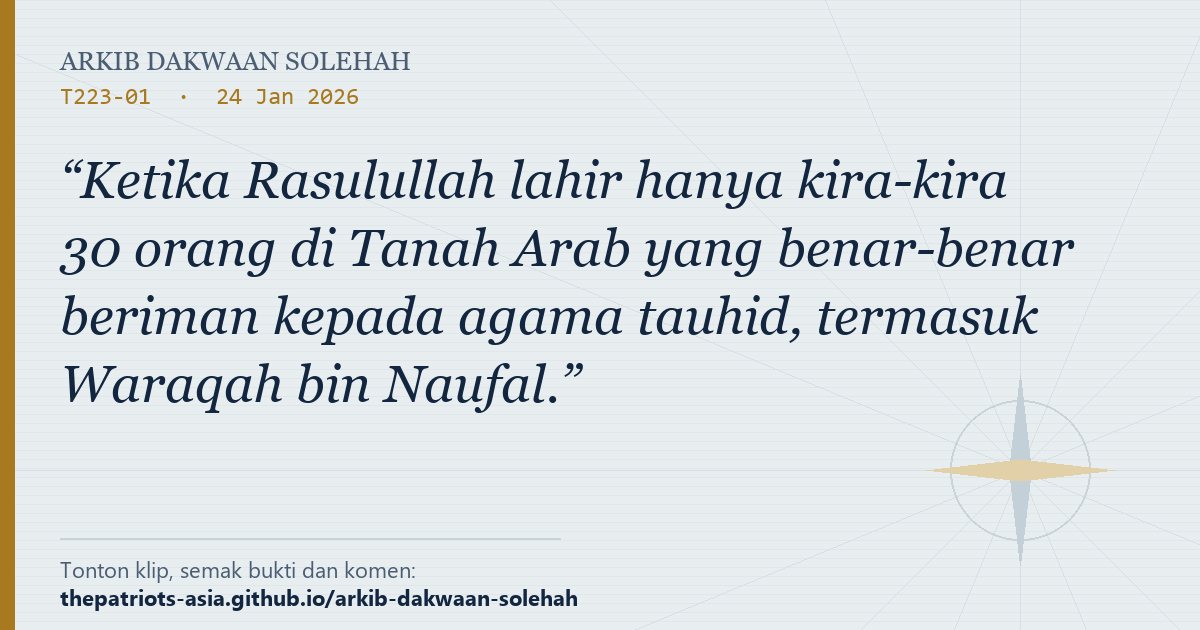 ARKIB DAKWAAN SOLEHAH
T223-01 · 24 Jan 2026
“Ketika Rasulullah lahir hanya kira-kira
30 orang di Tanah Arab yang benar-benar
beriman kepada agama tauhid, termasuk
Waraqah bin Naufal.”
Tonton klip, semak bukti dan komen:
thepatriots-asia.github.io/arkib-dakwaan-solehah